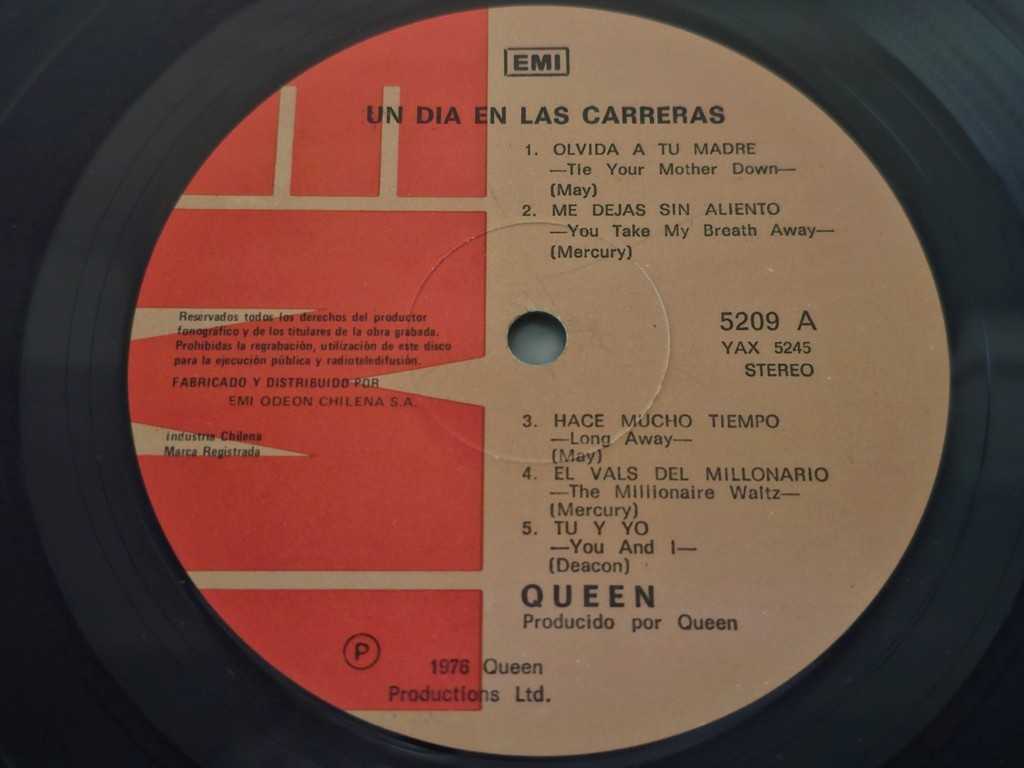 EMI
UN DIA EN LAS CARRERAS
1. OLVIDA A TU MADRE
—Tie Your Mother Down—
(May)
2. ME DEJAS SIN ALIENTO
—You Take My Breath Away—
(Mercury)
Reservados todos los derechos del productor
fonográfico y de los titulares de la obra grabada.
Prohibidas la regrabación, utilización de este disco
para la ejecución pública y radioteledifusión.
FABRICADO Y DISTRIBUIDO POR
EMI ODEON CHILENA S.A.
Industria Chilena
Marca Registrada
5209 A
YAX 5245
STEREO
3. HACE MUCHO TIEMPO
—Long Away—
(May)
4. EL VALS DEL MILLONARIO
—The Millionaire Waltz—
(Mercury)
5. TU Y YO
—You And I—
(Deacon)
QUEEN
Producido por Queen
Ⓟ 1976 Queen
Productions Ltd.